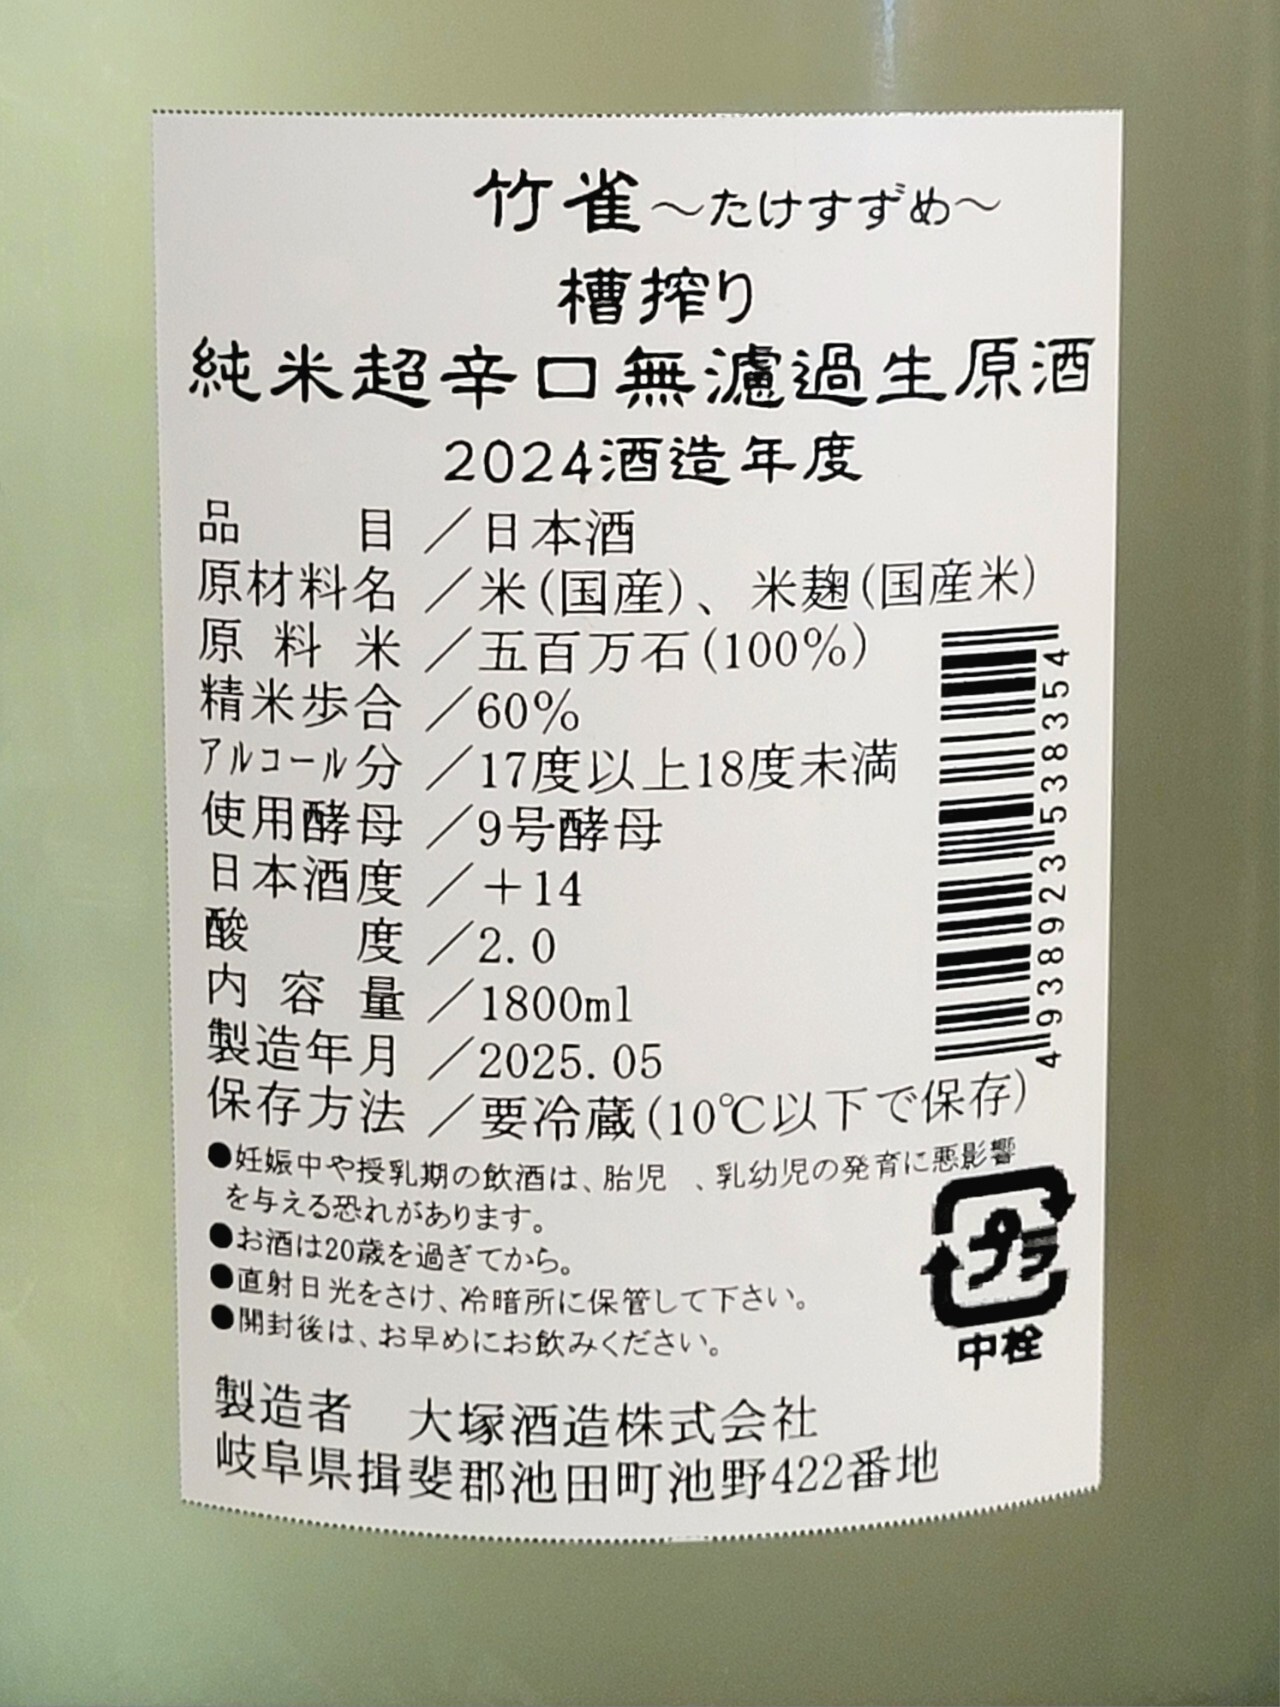 竹雀～たけすずめ～
槽搾り
純米超辛口無濾過生原酒
2024酒造年度
品目／日本酒
原材料名／米(国産)、米麹(国産米)
原料米／五百万石(100%)
精米歩合／60%
アルコール分／17度以上18度未満
使用酵母／9号酵母
日本酒度／+14
酸度／2.0
内容量／1800ml
製造年月／2025.05
保存方法／要冷蔵(10℃以下で保存)
4938923538354
●妊娠中や授乳期の飲酒は、胎児 、乳幼児の発育に悪影響
を与える恐れがあります。
●お酒は20歳を過ぎてから。
●直射日光をさけ、冷暗所に保管して下さい。
●開封後は、お早めにお飲みください。
プラ
中栓
製造者 大塚酒造株式会社
岐阜県揖斐郡池田町池野422番地